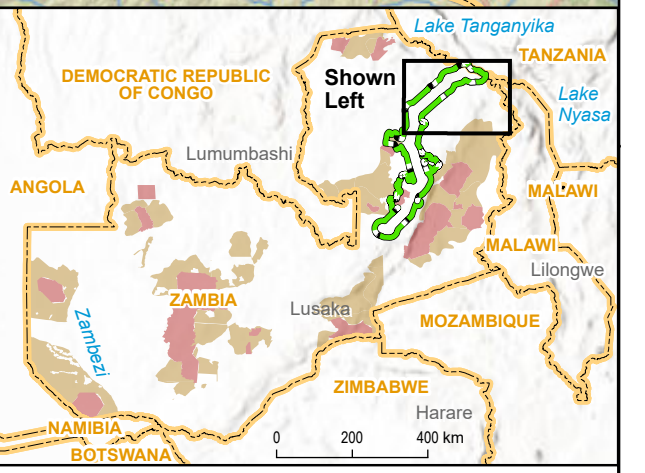 Lake Tanganyika
TANZANIA
DEMOCRATIC REPUBLIC
OF CONGO
Shown
Left
Lake
Nyasa
Lumumbashi
ANGOLA
MALAWI
MALAWI
Lilongwe
ZAMBIA
Lusaka
Zambezi
MOZAMBIQUE
ZIMBABWE
Harare
NAMIBIA
BOTSWANA
0 200 400 km